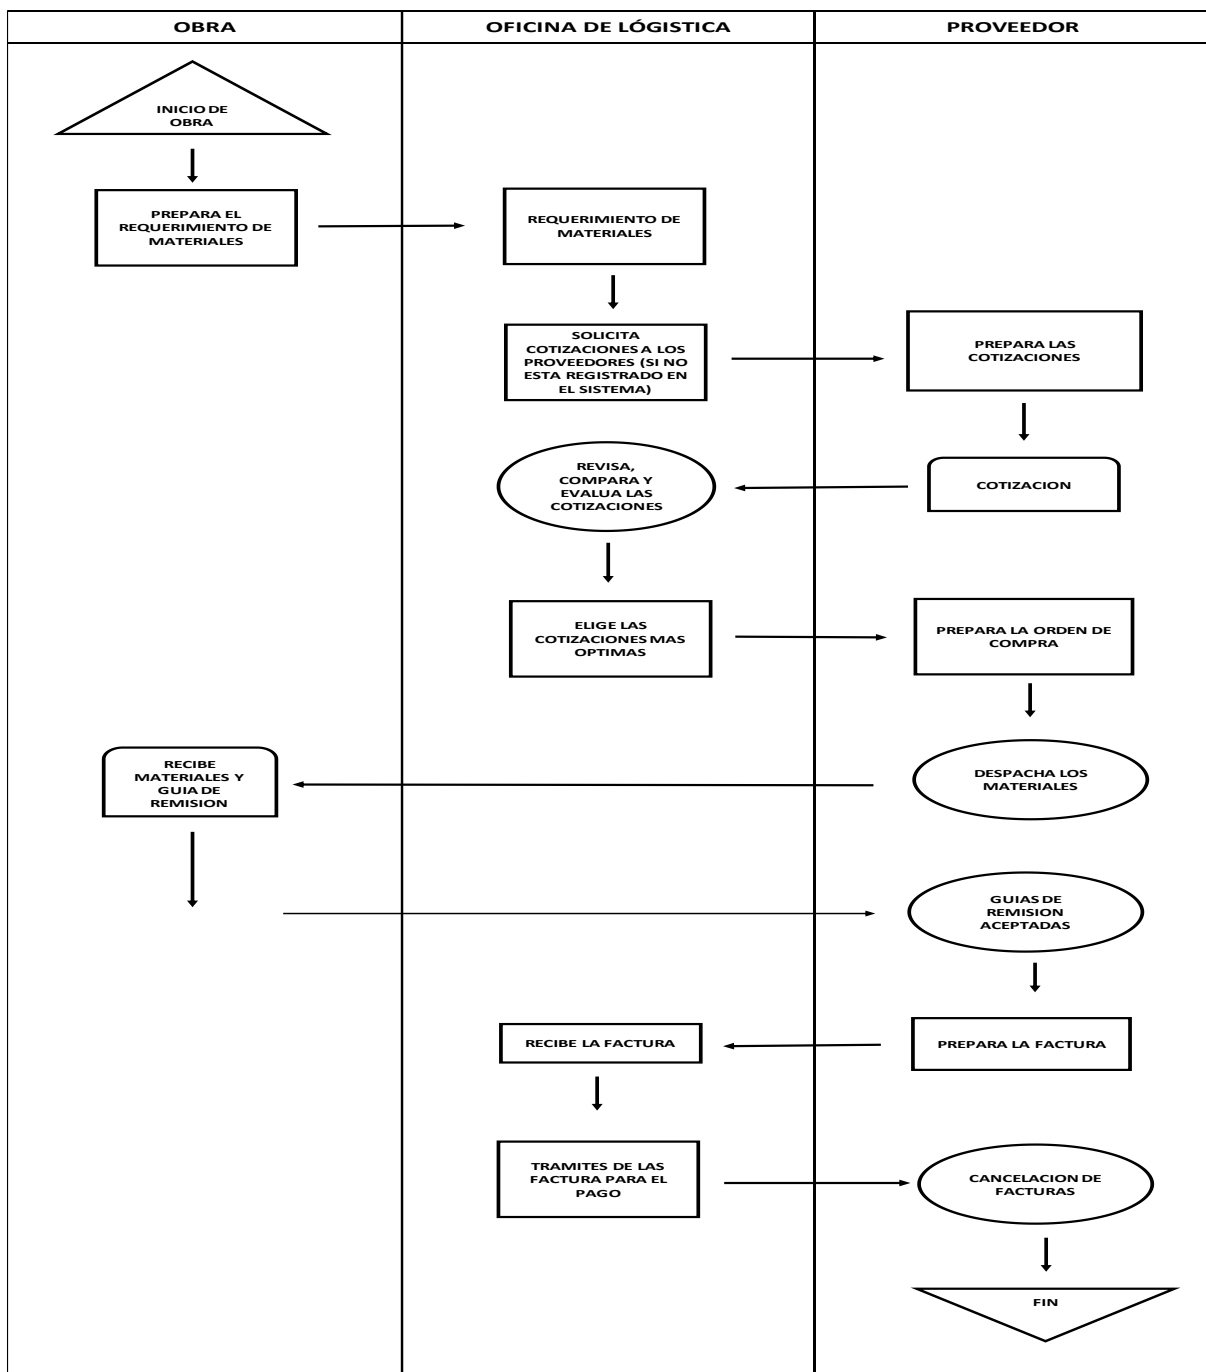 OBRA
OFICINA DE LÓGISTICA
PROVEEDOR
INICIO DE
OBRA
PREPARA EL
REQUERIMIENTO DE
MATERIALES
REQUERIMIENTO DE
MATERIALES
SOLICITA
COTIZACIONES A LOS
PROVEEDORES (SI NO
ESTA REGISTRADO EN
EL SISTEMA)
PREPARA LAS
COTIZACIONES
REVISA,
COMPARA Y
EVALUA LAS
COTIZACIONES
COTIZACION
ELIGE LAS
COTIZACIONES MAS
OPTIMAS
PREPARA LA ORDEN DE
COMPRA
RECIBE
MATERIALES Y
GUIA DE
REMISION
DESPACHA LOS
MATERIALES
GUIAS DE
REMISION
ACEPTADAS
RECIBE LA FACTURA
PREPARA LA FACTURA
TRAMITES DE LAS
FACTURA PARA EL
PAGO
CANCELACION DE
FACTURAS
FIN